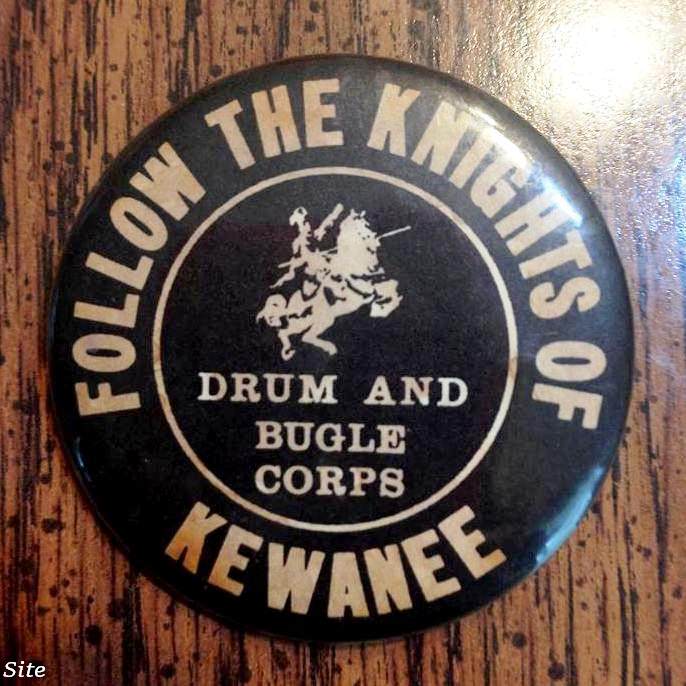 FOLLOW THE KNIGHTS OF
DRUM AND
BUGLE
CORPS
KEWANEE
Site